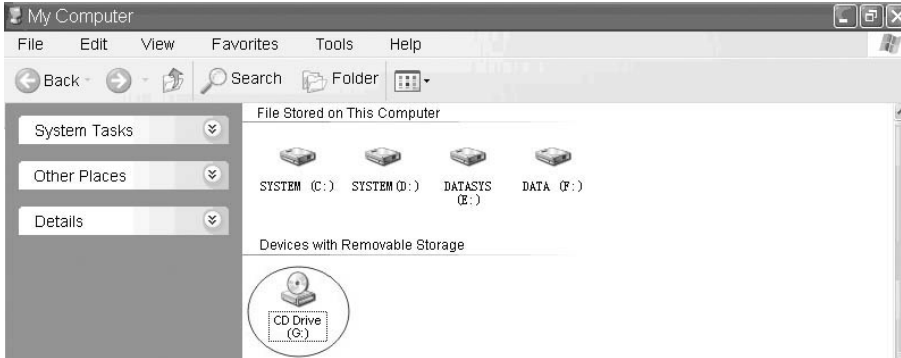 My Computer
File Edit View Favorites Tools Help
Back Search Folder
File Stored on This Computer
System Tasks
Other Places
SYSTEM (C:) SYSTEM(D:) DATASYS (E:) DATA (F:)
Details
Devices with Removable Storage
CD Drive
(G:)